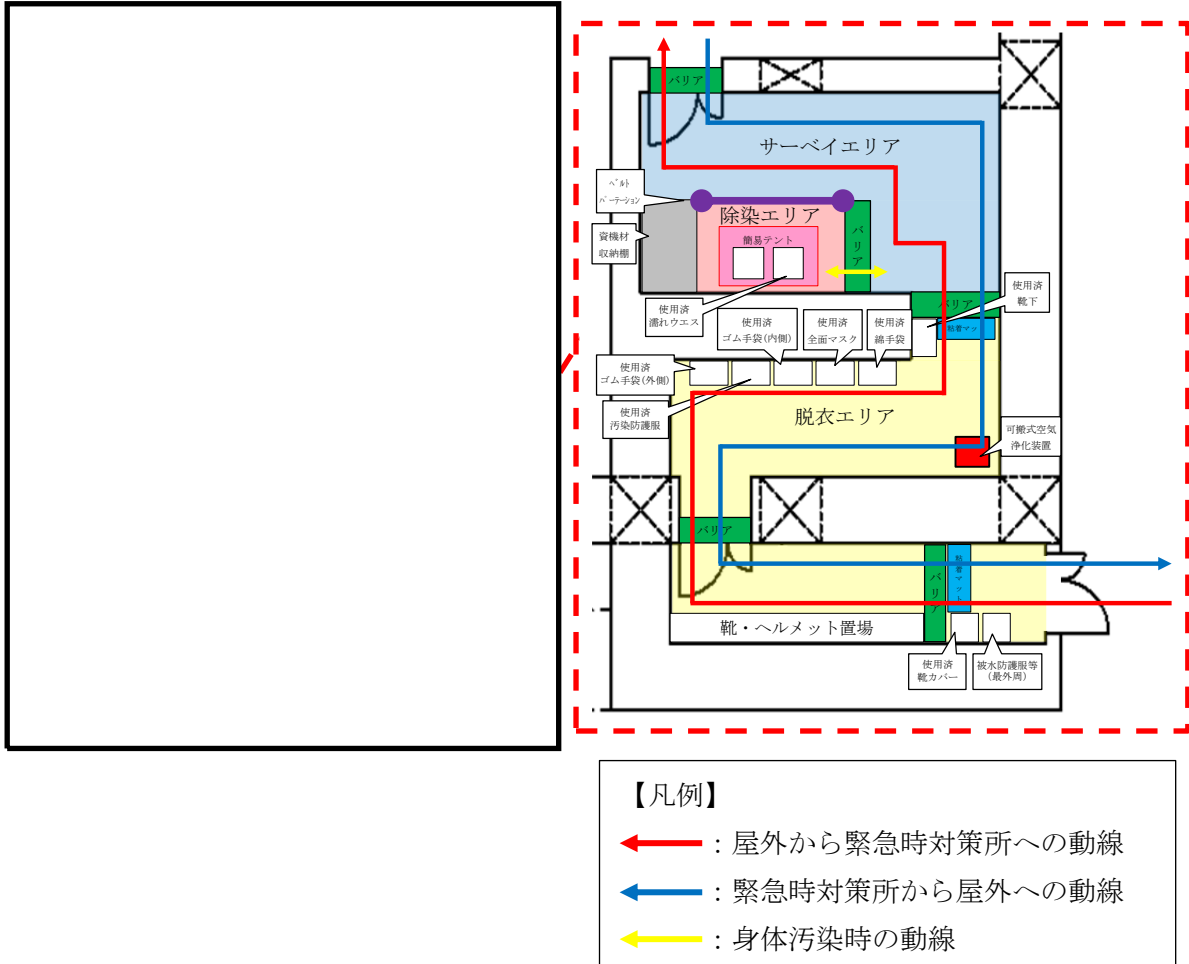 バリア
サーベイエリア
ベルト
パーテーション
除染エリア
資機材
収納棚
簡易テント
バリア
使用済
濡れウエス
使用済
ゴム手袋(内側)
使用済
全面マスク
使用済
綿手袋
バリア
粘着マッ
使用済
靴下
使用済
ゴム手袋(外側)
使用済
汚染防護服
脱衣エリア
可搬式空気
浄化装置
バリア
バリア
粘着マット
靴・ヘルメット置場
使用済
靴カバー
被水防護服等
(最外周)
【凡例】
:屋外から緊急時対策所への動線
:緊急時対策所から屋外への動線
:身体汚染時の動線